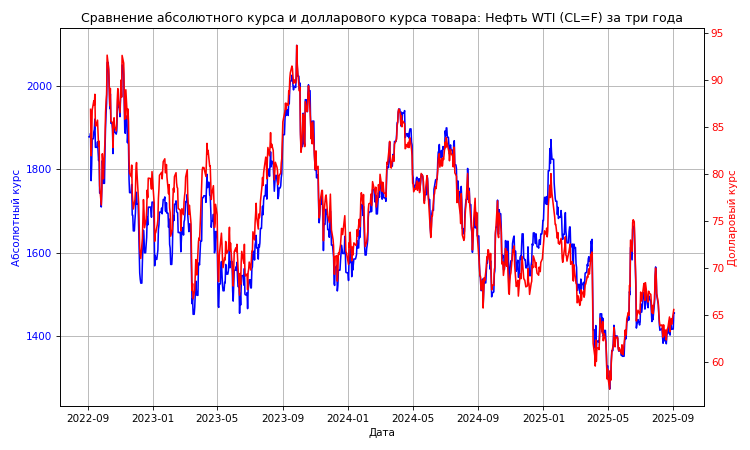 Сравнение абсолютного курса и долларового курса товара: Нефть WTI (CL=F) за три года
Абсолютный курс
2000
1800
1600
1400
95
90
85
80
75
70
65
60
Долларовый курс
2022-09 2023-01 2023-05 2023-09 2024-01 2024-05 2024-09 2025-01 2025-05 2025-09
Дата